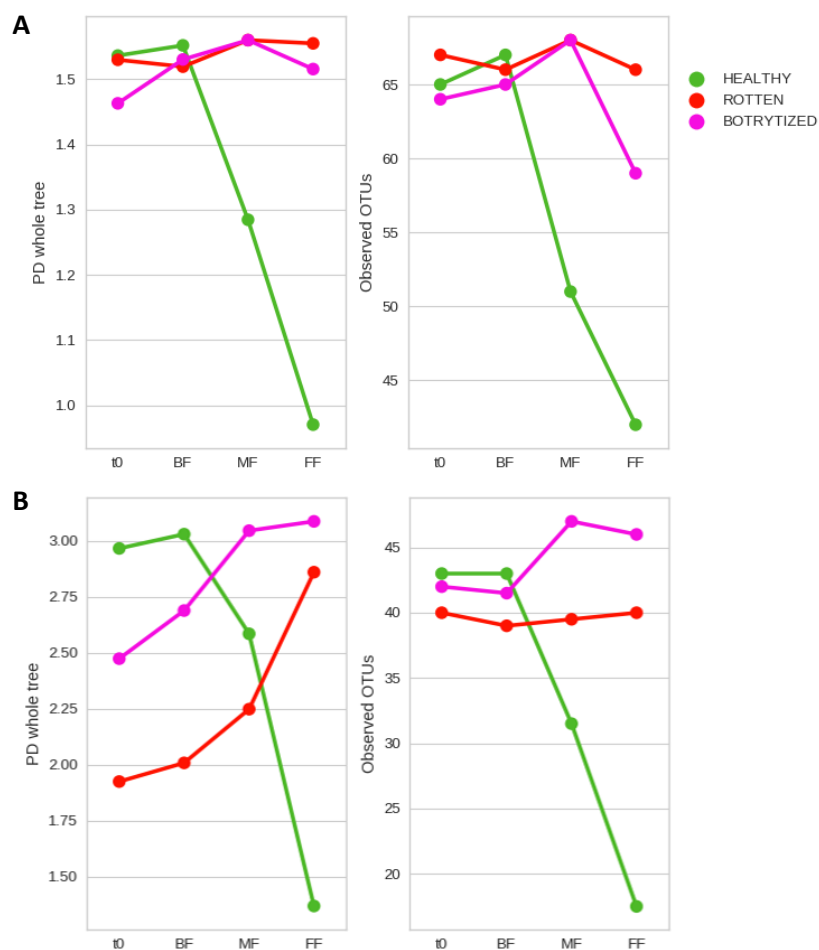 A
PD whole tree
1.5
1.4
1.3
1.2
1.1
1.0
t0 BF MF FF
Observed OTUs
65
60
55
50
45
t0 BF MF FF
HEALTHY
ROTTEN
BOTRYTIZED
B
PD whole tree
3.00
2.75
2.50
2.25
2.00
1.75
1.50
t0 BF MF FF
Observed OTUs
45
40
35
30
25
20
t0 BF MF FF